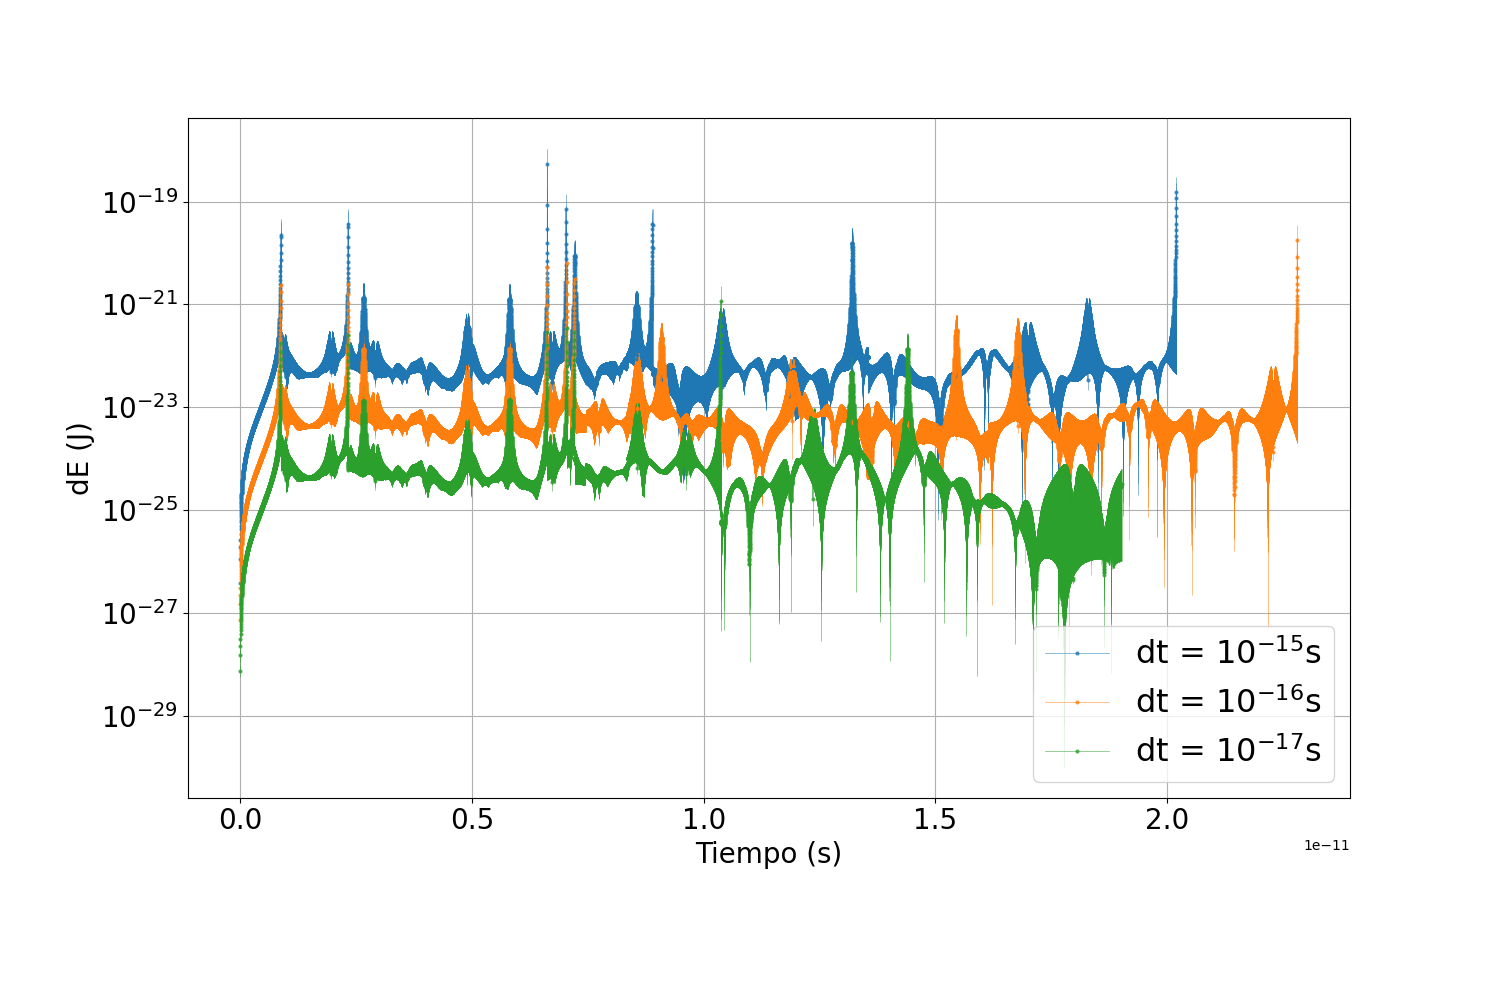 10⁻¹⁹
10⁻²¹
10⁻²³
10⁻²⁵
10⁻²⁷
10⁻²⁹
dE (J)
dt = 10⁻¹⁵s
dt = 10⁻¹⁶s
dt = 10⁻¹⁷s
0.0 0.5 1.0 1.5 2.0
1e−11
Tiempo (s)